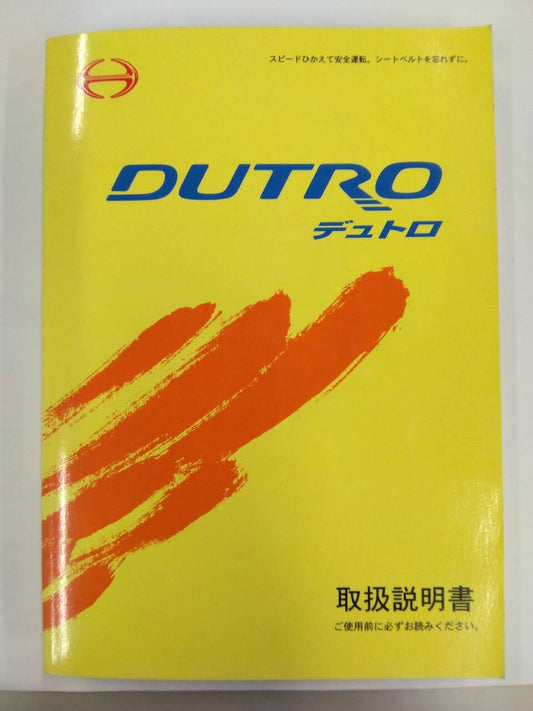 スピードひかえて安全運転。シートベルトを忘れずに。
DUTRO
デュトロ
取扱説明書
ご使用前に必ずお読みください。